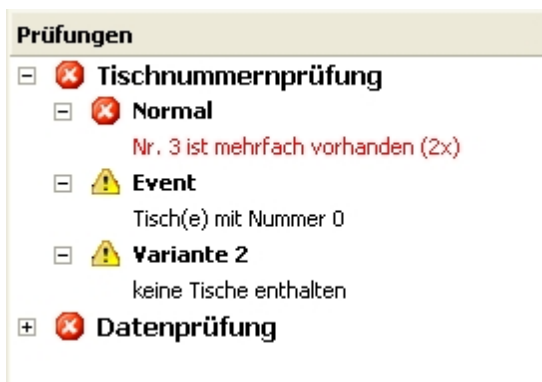 Prüfungen
Tischnummernprüfung
Normal
Nr. 3 ist mehrfach vorhanden (2x)
Event
Tisch(e) mit Nummer 0
Variante 2
keine Tische enthalten
Datenprüfung